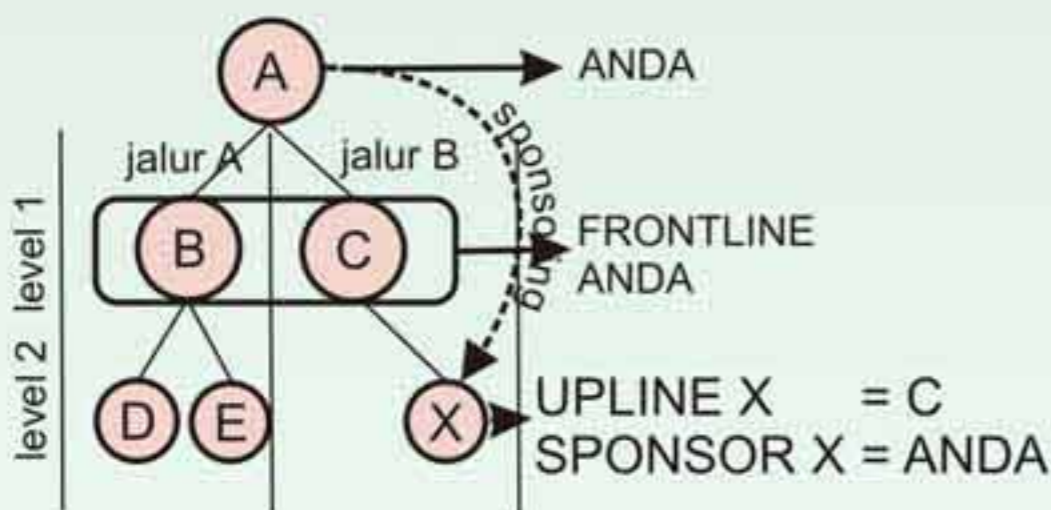 A
ANDA
jalur A
jalur B
sponsoring
level 1
B
C
FRONTLINE
ANDA
level 2
D
E
X
UPLINE X = C
SPONSOR X = ANDA